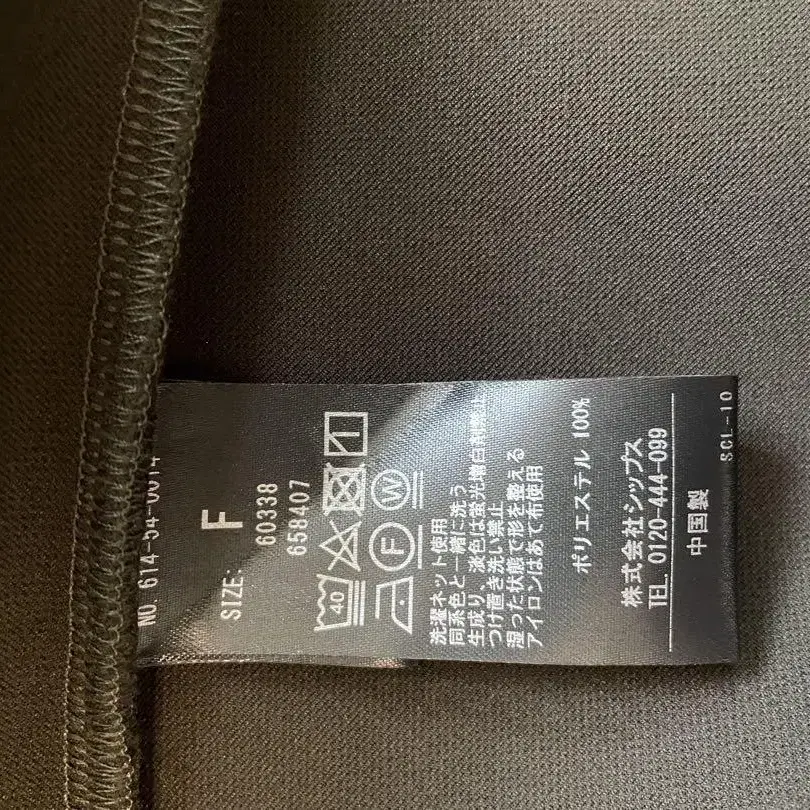 NO. 614-54-0014
SIZE: F
60338
658407
40
F
W
洗濯ネット使用
同系色と一緒に洗う
生成り、淡色は蛍光増白剤禁止
つけ置き洗い禁止
湿った状態で形を整える
アイロンはあて布使用
ポリエステル 100%
株式会社シップス
TEL. 0120-444-099
中国製
SCL-10